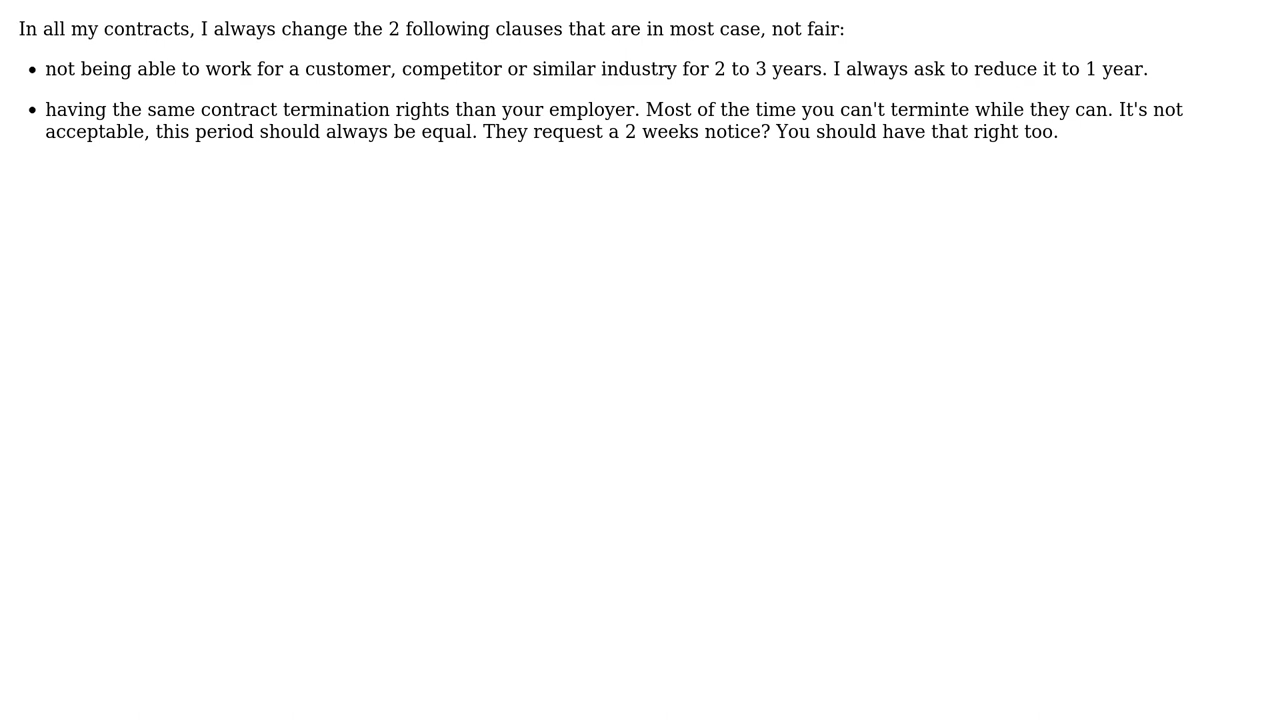 In all my contracts, I always change the 2 following clauses that are in most case, not fair:
• not being able to work for a customer, competitor or similar industry for 2 to 3 years. I always ask to reduce it to 1 year.
• having the same contract termination rights than your employer. Most of the time you can't terminte while they can. It's not
acceptable, this period should always be equal. They request a 2 weeks notice? You should have that right too.